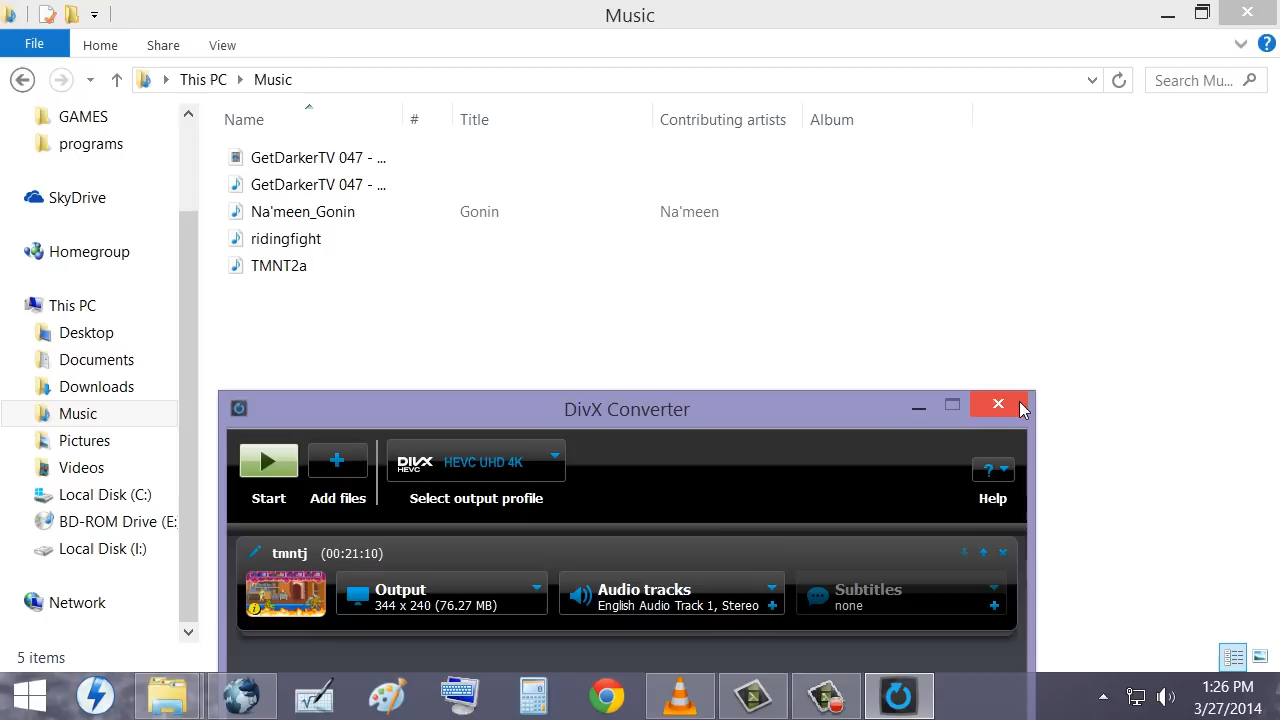 Music
File Home Share View
This PC Music
Search Mu...
GAMES
programs
SkyDrive
Homegroup
This PC
Desktop
Documents
Downloads
Music
Pictures
Videos
Local Disk (C:)
BD-ROM Drive (E:
Local Disk (I:)
Network
Name # Title Contributing artists Album
GetDarkerTV 047 - ...
GetDarkerTV 047 - ...
Na'meen_Gonin Gonin Na'meen
ridingfight
TMNT2a
DivX Converter
DIVX HEVC HEVC UHD 4K
Start Add files Select output profile Help
tmntj (00:21:10)
Output
344 x 240 (76.27 MB)
Audio tracks
English Audio Track 1, Stereo
Subtitles
none
5 items
1:26 PM
3/27/2014